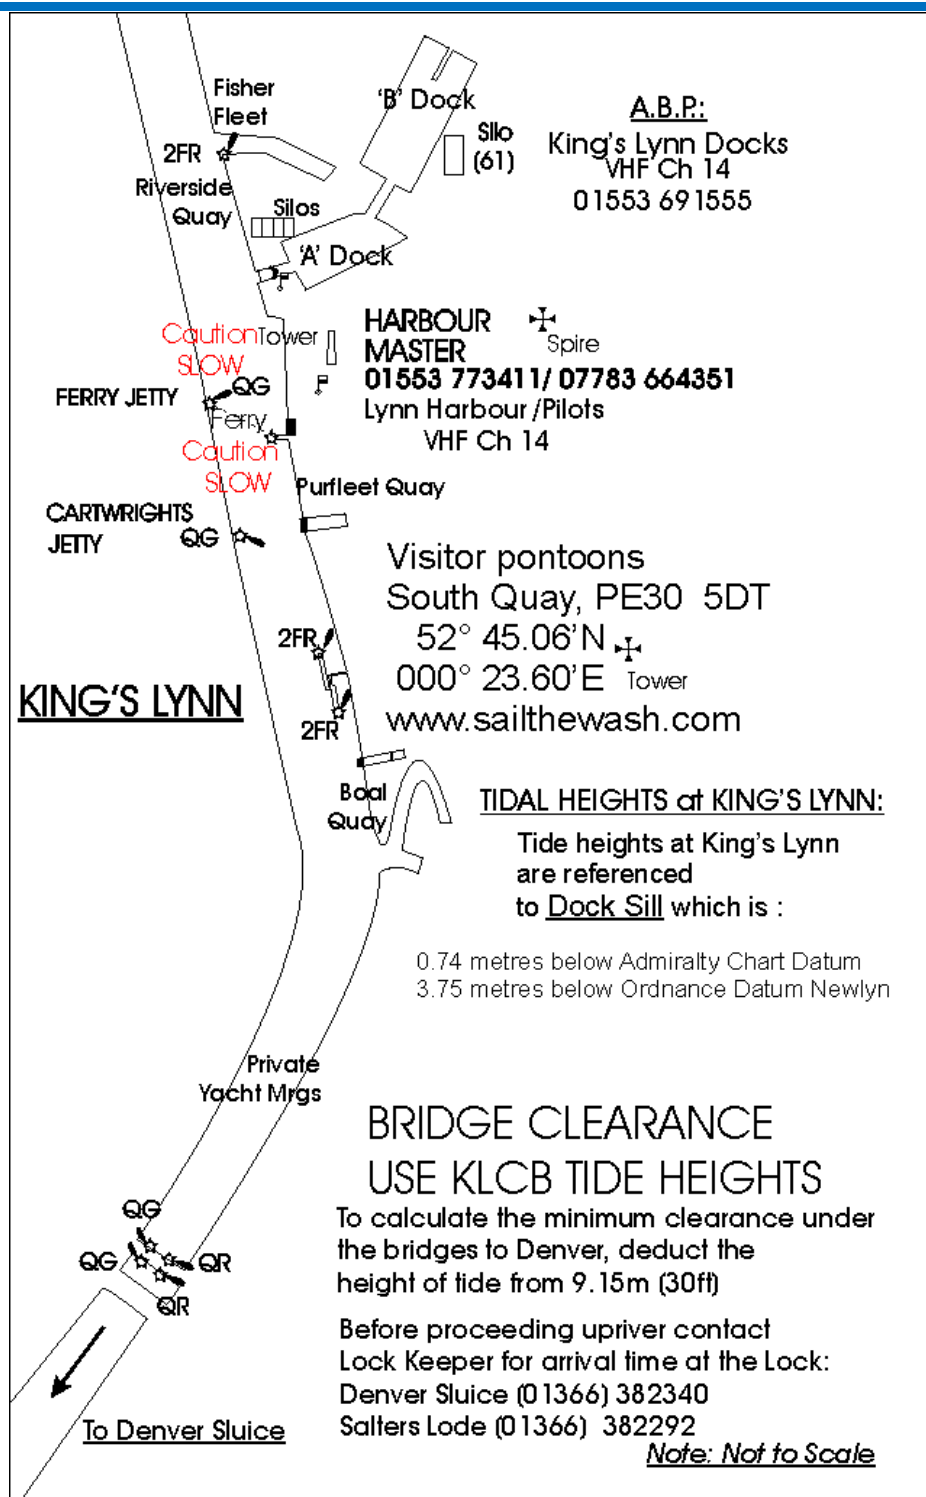 Fisher
Fleet
'B' Dock
Silo
(61)
A.B.P.:
King's Lynn Docks
VHF Ch 14
01553 691555
2FR
Riverside
Quay
Silos
'A' Dock
Caution
SLOW
Tower
HARBOUR
MASTER
Spire
01553 773411/ 07783 664351
Lynn Harbour/Pilots
VHF Ch 14
FERRY JETTY
QG
Ferry
Caution
SLOW
Purfleet Quay
CARTWRIGHTS
JETTY
QG
Visitor pontoons
South Quay, PE30 5DT
52° 45.06'N
000° 23.60'E
Tower
www.sailthewash.com
2FR
KING'S LYNN
2FR
Boal
Quay
TIDAL HEIGHTS at KING'S LYNN:
Tide heights at King's Lynn
are referenced
to Dock Sill which is :
0.74 metres below Admiralty Chart Datum
3.75 metres below Ordnance Datum Newlyn
Private
Yacht Mrgs
BRIDGE CLEARANCE
USE KLCB TIDE HEIGHTS
To calculate the minimum clearance under
the bridges to Denver, deduct the
height of tide from 9.15m (30ft)
QG
QG
QR
QR
Before proceeding upriver contact
Lock Keeper for arrival time at the Lock:
Denver Sluice (01366) 382340
Salters Lode (01366) 382292
To Denver Sluice
Note: Not to Scale